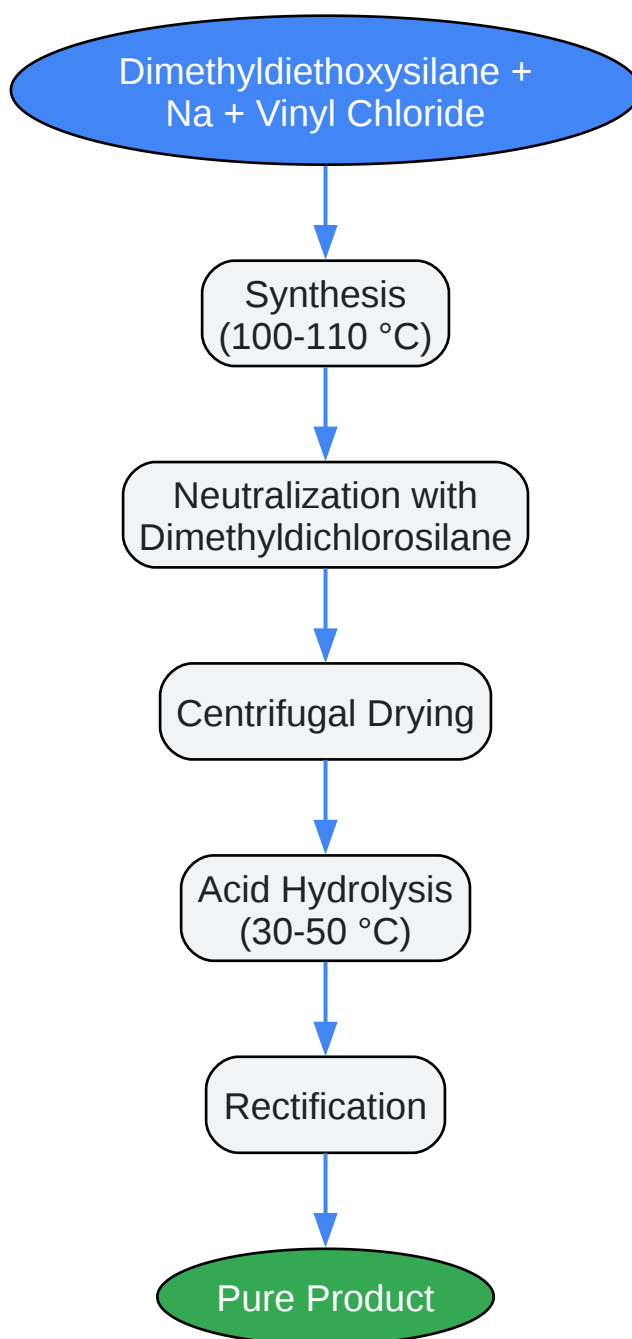 Dimethyldiethoxysilane +
Na + Vinyl Chloride
Synthesis
(100-110 °C)
Neutralization with
Dimethyldichlorosilane
Centrifugal Drying
Acid Hydrolysis
(30-50 °C)
Rectification
Pure Product